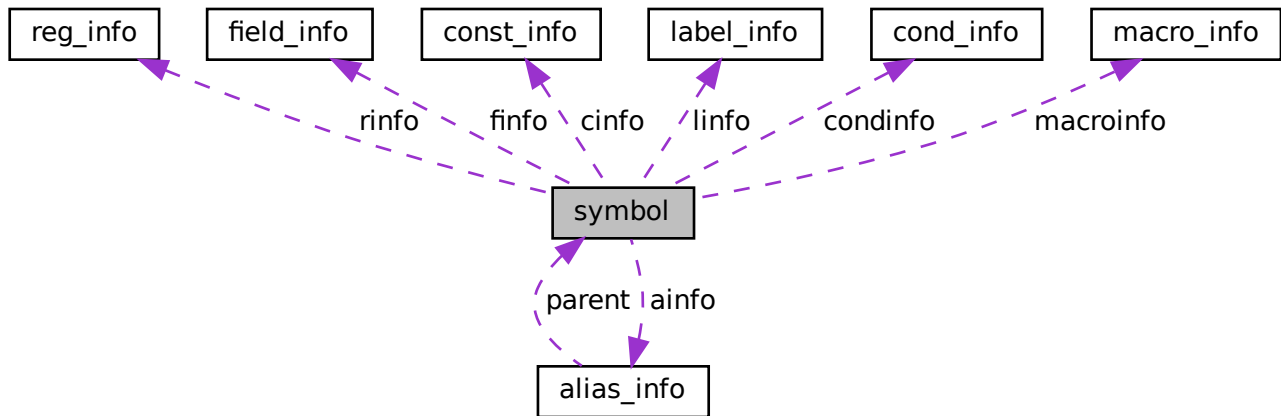 reg_info
field_info
const_info
label_info
cond_info
macro_info
rinfo
finfo
cinfo
linfo
condinfo
macroinfo
symbol
parent
ainfo
alias_info